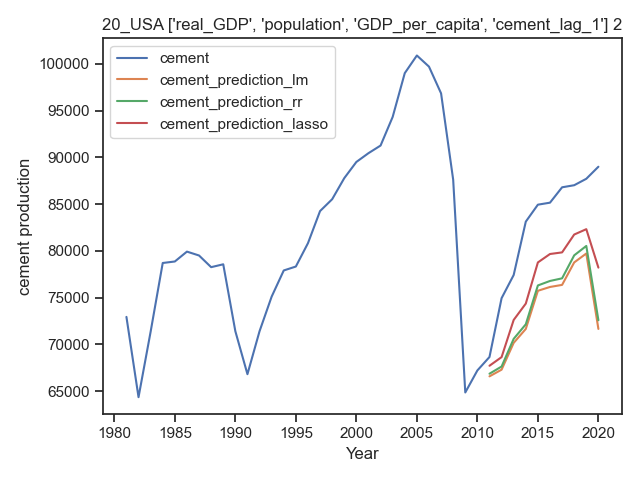 20_USA ['real_GDP', 'population', 'GDP_per_capita', 'cement_lag_1'] 2
cement
cement_prediction_lm
cement_prediction_rr
cement_prediction_lasso
100000
95000
90000
85000
80000
75000
70000
65000
cement production
1980 1985 1990 1995 2000 2005 2010 2015 2020
Year